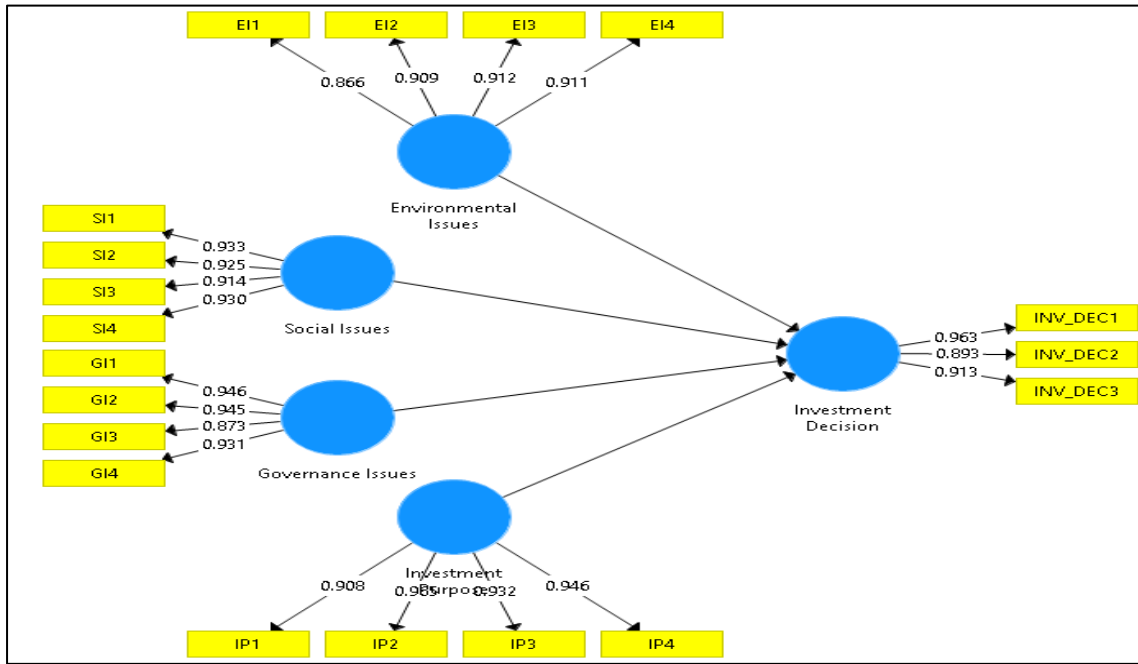 EI1
EI2
EI3
EI4
0.866
0.909
0.912
0.911
Environmental
Issues
SI1
SI2
SI3
SI4
0.933
0.925
0.914
0.930
Social Issues
GI1
GI2
GI3
GI4
0.946
0.945
0.873
0.931
Governance Issues
INV_DEC1
INV_DEC2
INV_DEC3
0.963
0.893
0.913
Investment
Decision
Investment
Purpose
0.908
0.932
0.946
IP1
IP2
IP3
IP4